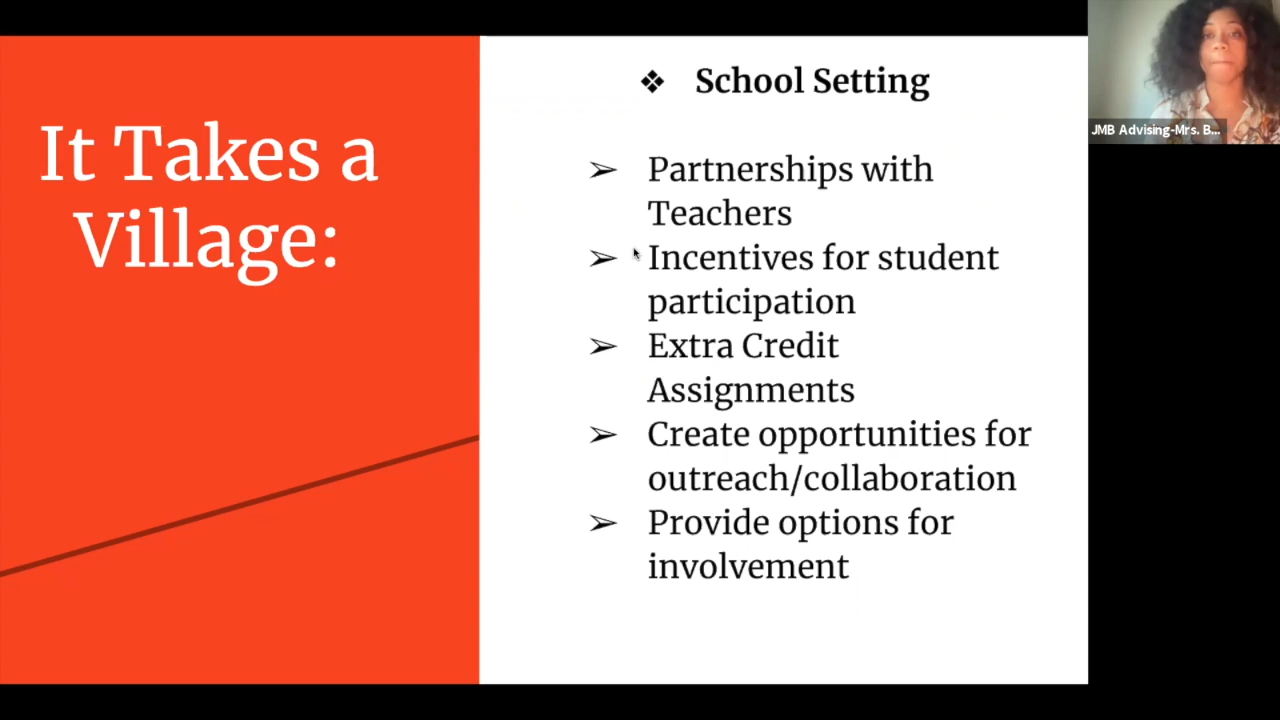 It Takes a
Village:
❖ School Setting
➢ Partnerships with
Teachers
➢ Incentives for student
participation
➢ Extra Credit
Assignments
➢ Create opportunities for
outreach/collaboration
➢ Provide options for
involvement
JMB Advising-Mrs. B...